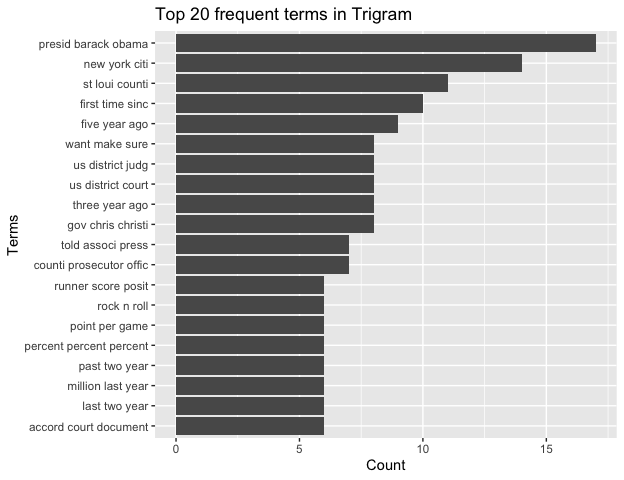 Top 20 frequent terms in Trigram
presid barack obama
new york citi
st loui counti
first time sinc
five year ago
want make sure
us district judg
us district court
three year ago
gov chris christi
told associ press
counti prosecutor offic
runner score posit
rock n roll
point per game
percent percent percent
past two year
million last year
last two year
accord court document
Terms
0 5 10 15
Count